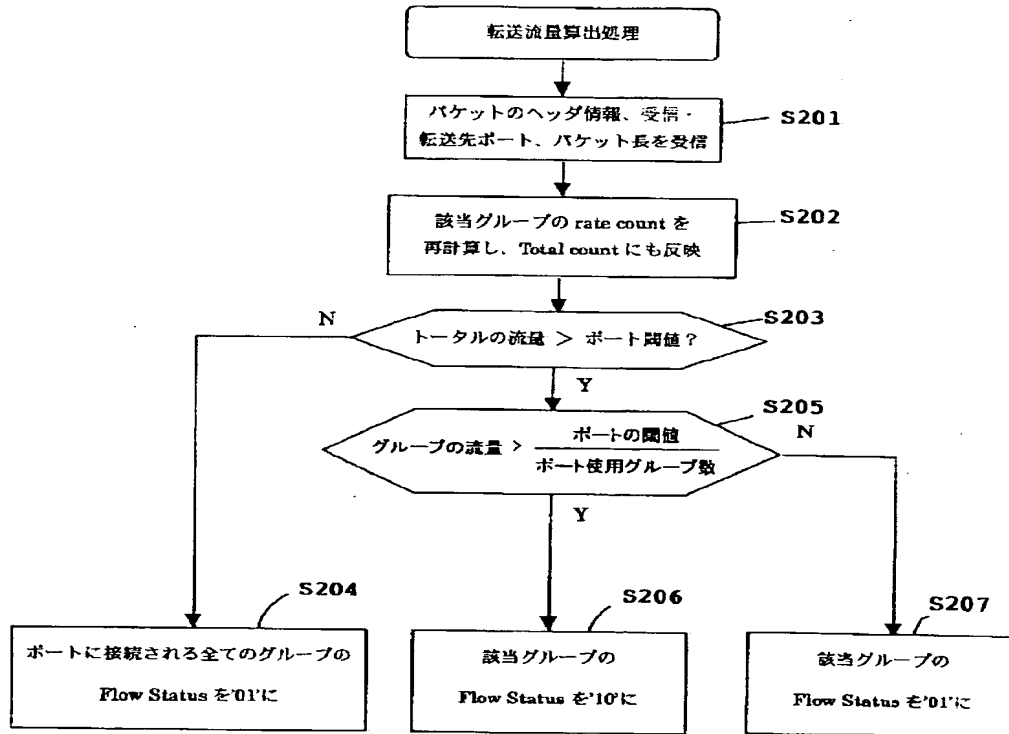 転送流量算出処理
パケットのヘッダ情報、受信・
転送先ポート、パケット長を受信
S201
該当グループの rate count を
再計算し、Total count にも反映
S202
トータルの流量 > ポート閾値?
S203
N
Y
グループの流量 > ポートの閾値
ポート使用グループ数
S205
N
Y
S204
ポートに接続される全てのグループの
Flow Status を'01'に
S206
該当グループの
Flow Status を'10'に
S207
該当グループの
Flow Status を'01'に